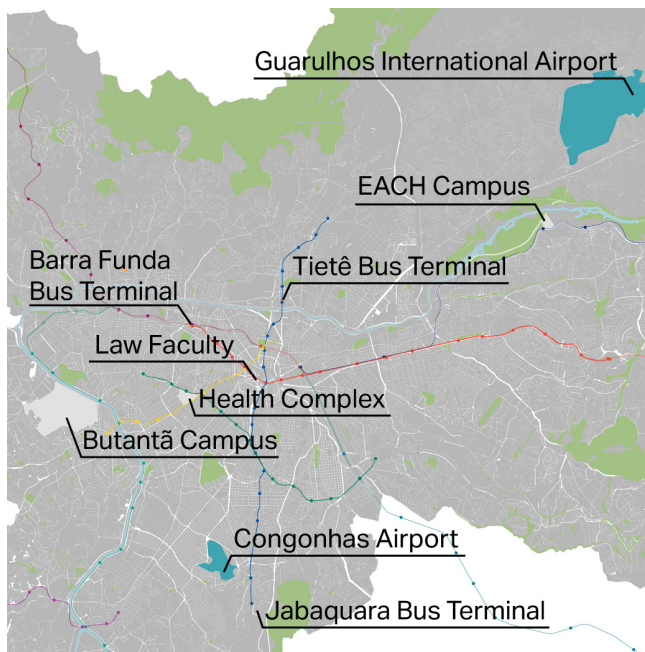 Guarulhos International Airport
EACH Campus
Barra Funda
Bus Terminal
Tietê Bus Terminal
Law Faculty
Health Complex
Butantã Campus
Congonhas Airport
Jabaquara Bus Terminal